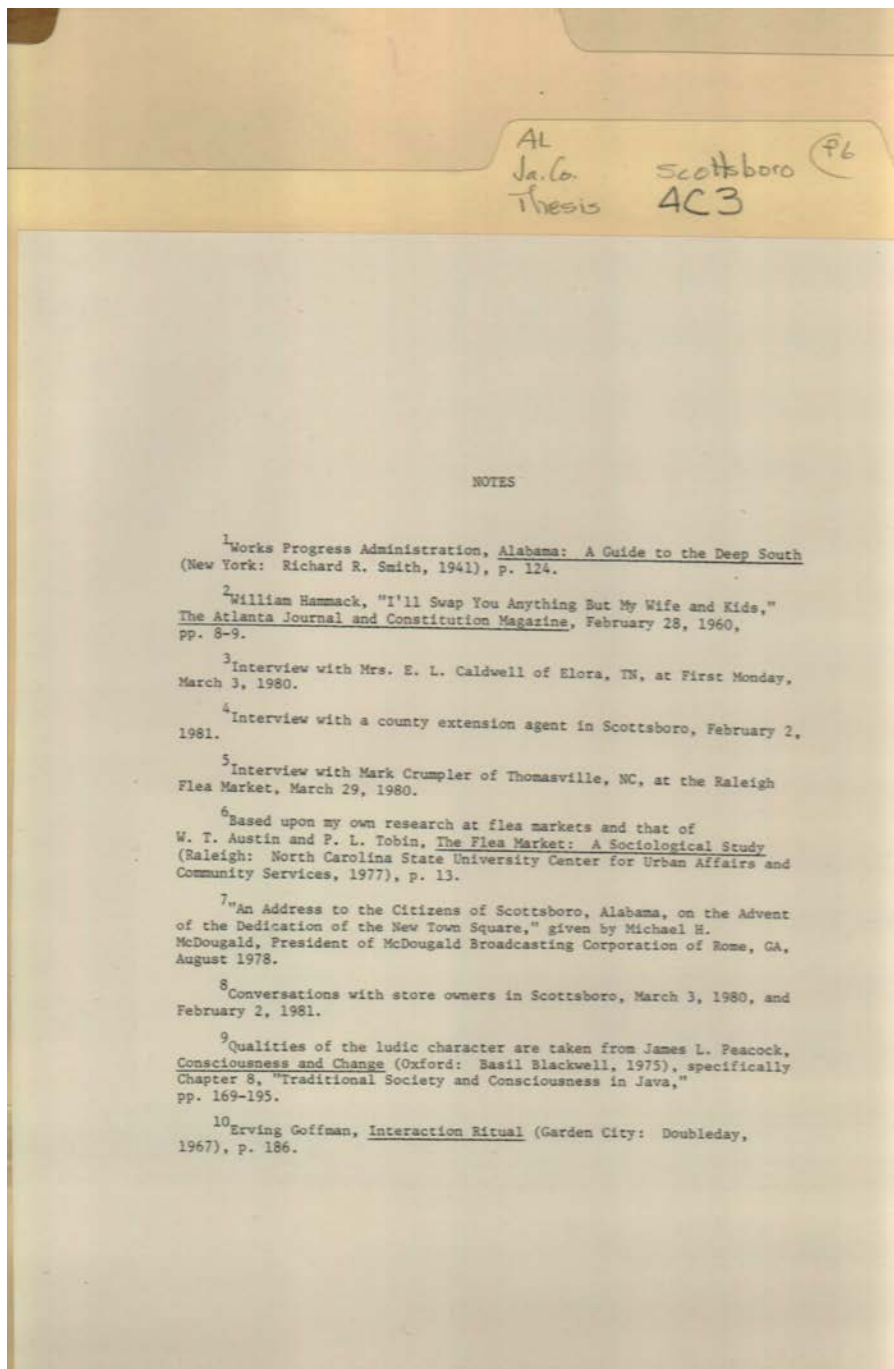 AL
Ja.Co. Scottsboro P6
Thesis 4C3
NOTES
1Works Progress Administration, Alabama: A Guide to the Deep South
(New York: Richard R. Smith, 1941), p. 124.
2William Hammack, "I'll Swap You Anything But My Wife and Kids,"
The Atlanta Journal and Constitution Magazine, February 28, 1960,
pp. 8-9.
3Interview with Mrs. E. L. Caldwell of Elora, TN, at First Monday,
March 3, 1980.
4Interview with a county extension agent in Scottsboro, February 2,
1981.
5Interview with Mark Crumpler of Thomasville, NC, at the Raleigh
Flea Market, March 29, 1980.
6Based upon my own research at flea markets and that of
W. T. Austin and P. L. Tobin, The Flea Market: A Sociological Study
(Raleigh: North Carolina State University Center for Urban Affairs and
Community Services, 1977), p. 13.
7"An Address to the Citizens of Scottsboro, Alabama, on the Advent
of the Dedication of the New Town Square," given by Michael H.
McDougald, President of McDougald Broadcasting Corporation of Rome, GA,
August 1978.
8Conversations with store owners in Scottsboro, March 3, 1980, and
February 2, 1981.
9Qualities of the ludic character are taken from James L. Peacock,
Consciousness and Change (Oxford: Basil Blackwell, 1975), specifically
Chapter 8, "Traditional Society and Consciousness in Java,"
pp. 169-195.
10Erving Goffman, Interaction Ritual (Garden City: Doubleday,
1967), p. 186.